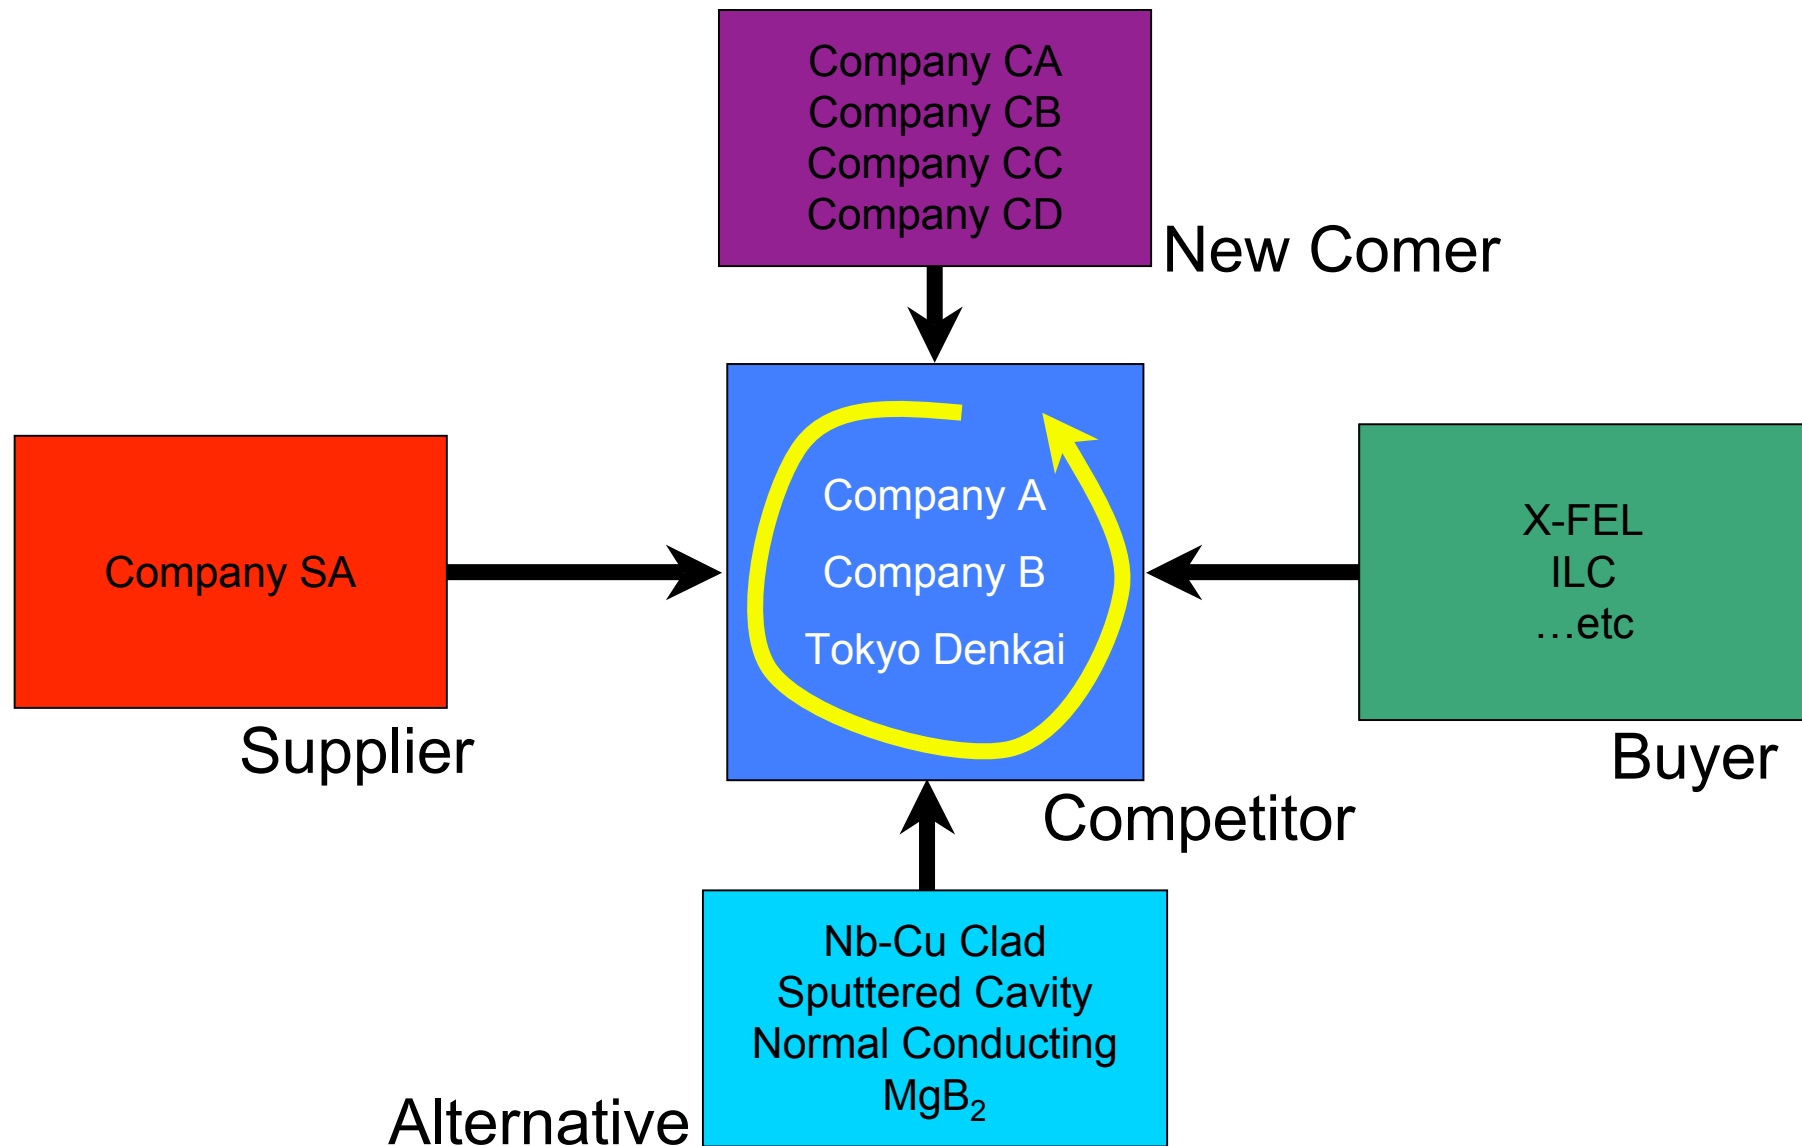 Company CA
Company CB
Company CC
Company CD
New Comer
Company SA
Supplier
Company A
Company B
Tokyo Denkai
Competitor
X-FEL
ILC
…etc
Buyer
Nb-Cu Clad
Sputtered Cavity
Normal Conducting
MgB₂
Alternative